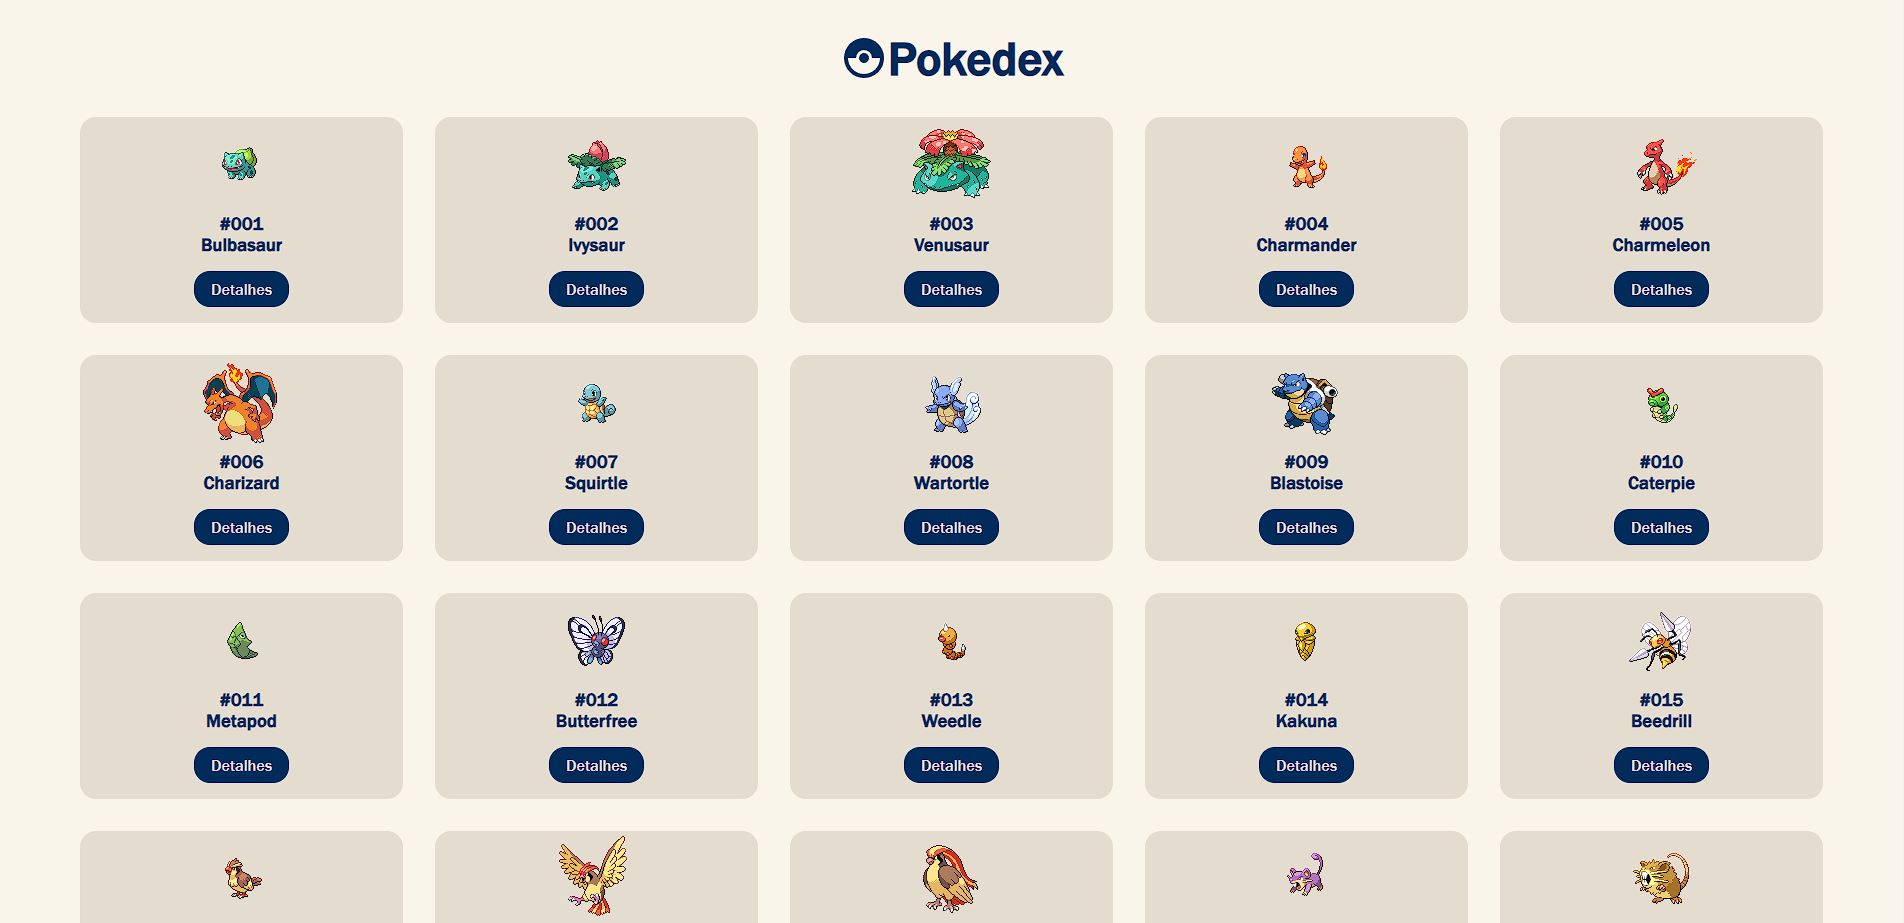 Pokedex
#001
Bulbasaur
Detalhes
#002
Ivysaur
Detalhes
#003
Venusaur
Detalhes
#004
Charmander
Detalhes
#005
Charmeleon
Detalhes
#006
Charizard
Detalhes
#007
Squirtle
Detalhes
#008
Wartortle
Detalhes
#009
Blastoise
Detalhes
#010
Caterpie
Detalhes
#011
Metapod
Detalhes
#012
Butterfree
Detalhes
#013
Weedle
Detalhes
#014
Kakuna
Detalhes
#015
Beedrill
Detalhes